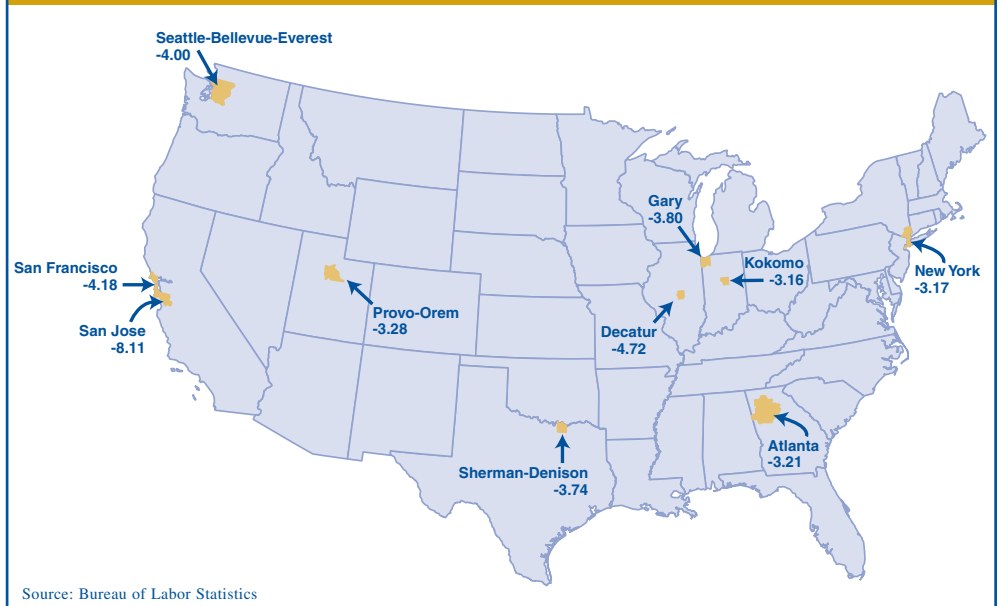 Seattle-Bellevue-Everest
-4.00
Gary
-3.80
Kokomo
-3.16
New York
-3.17
San Francisco
-4.18
San Jose
-8.11
Provo-Orem
-3.28
Decatur
-4.72
Atlanta
-3.21
Sherman-Denison
-3.74
Source: Bureau of Labor Statistics